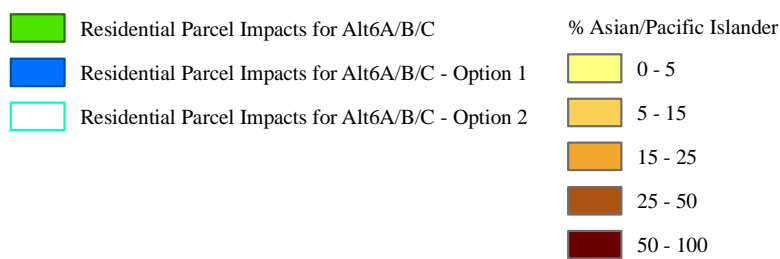 Residential Parcel Impacts for Alt6A/B/C
Residential Parcel Impacts for Alt6A/B/C - Option 1
Residential Parcel Impacts for Alt6A/B/C - Option 2
% Asian/Pacific Islander
0 - 5
5 - 15
15 - 25
25 - 50
50 - 100